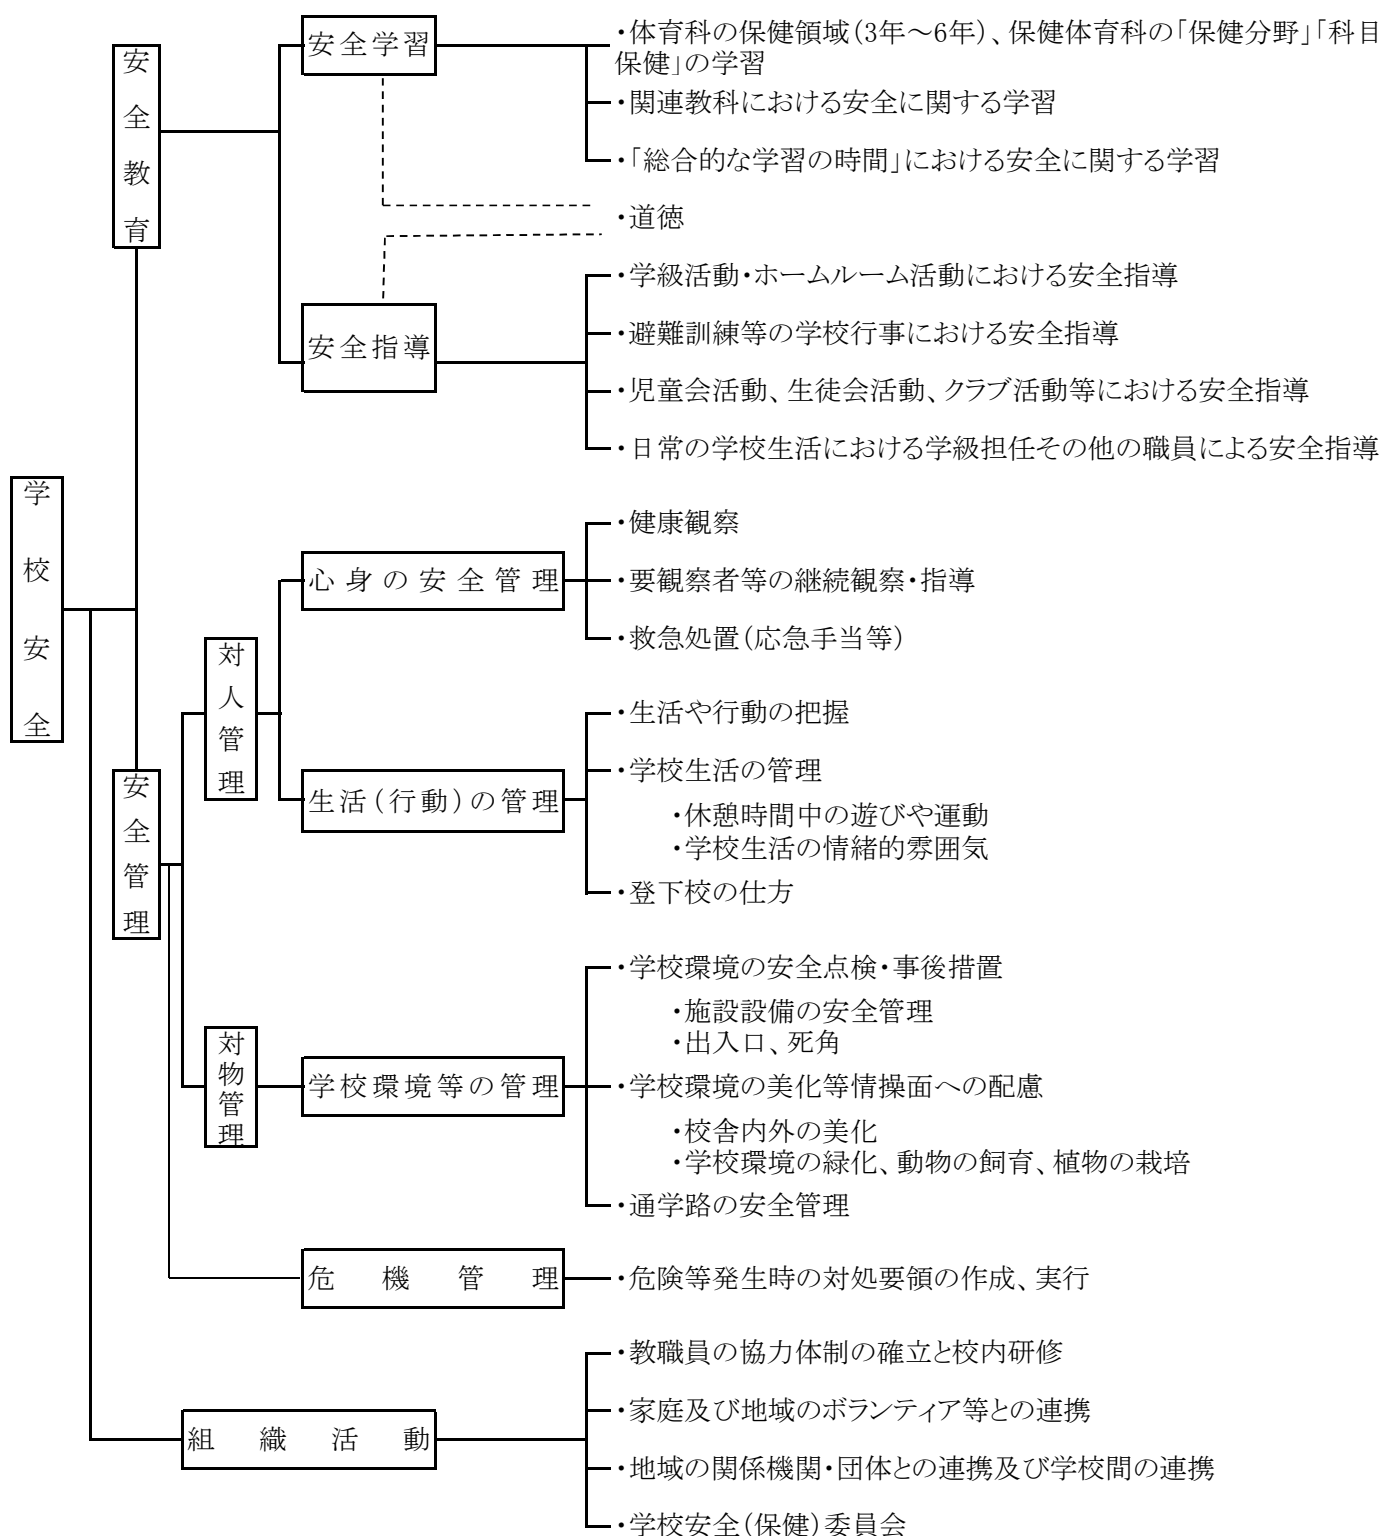 学校安全
安全教育
安全学習
・体育科の保健領域(3年～6年)、保健体育科の「保健分野」「科目
保健」の学習
・関連教科における安全に関する学習
・「総合的な学習の時間」における安全に関する学習
・道徳
安全指導
・学級活動・ホームルーム活動における安全指導
・避難訓練等の学校行事における安全指導
・児童会活動、生徒会活動、クラブ活動等における安全指導
・日常の学校生活における学級担任その他の職員による安全指導
安全管理
対人管理
心身の安全管理
・健康観察
・要観察者等の継続観察・指導
・救急処置(応急手当等)
生活(行動)の管理
・生活や行動の把握
・学校生活の管理
・休憩時間中の遊びや運動
・学校生活の情緒的雰囲気
・登下校の仕方
対物管理
学校環境等の管理
・学校環境の安全点検・事後措置
・施設設備の安全管理
・出入口、死角
・学校環境の美化等情操面への配慮
・校舎内外の美化
・学校環境の緑化、動物の飼育、植物の栽培
・通学路の安全管理
危機管理
・危険等発生時の対処要領の作成、実行
組織活動
・教職員の協力体制の確立と校内研修
・家庭及び地域のボランティア等との連携
・地域の関係機関・団体との連携及び学校間の連携
・学校安全(保健)委員会